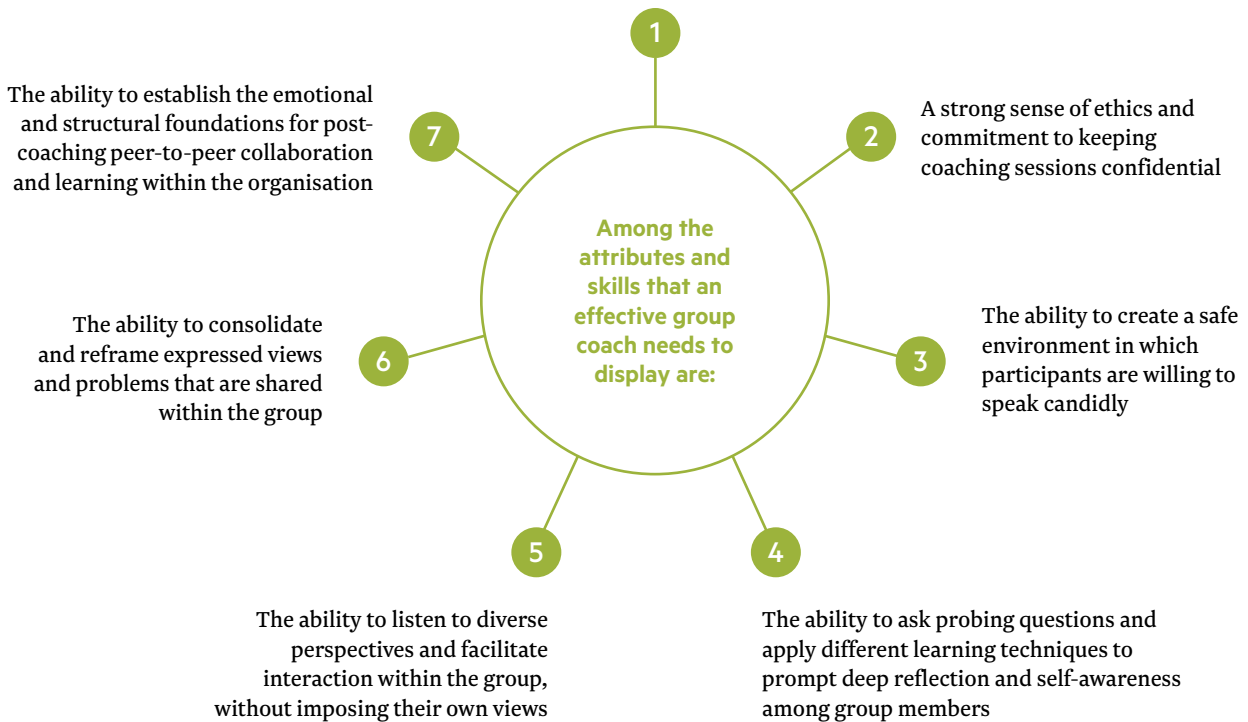 Among the
attributes and
skills that an
effective group
coach needs to
display are:
1
2
A strong sense of ethics and
commitment to keeping
coaching sessions confidential
3
The ability to create a safe
environment in which
participants are willing to
speak candidly
4
The ability to ask probing questions and
apply different learning techniques to
prompt deep reflection and self-awareness
among group members
5
The ability to listen to diverse
perspectives and facilitate
interaction within the group,
without imposing their own views
6
The ability to consolidate
and reframe expressed views
and problems that are shared
within the group
7
The ability to establish the emotional
and structural foundations for post-
coaching peer-to-peer collaboration
and learning within the organisation